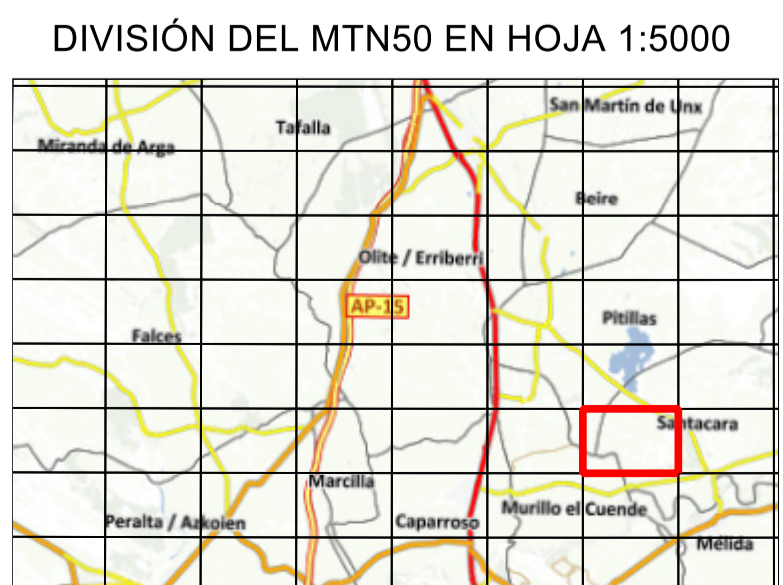 DIVISIÓN DEL MTN50 EN HOJA 1:5000
San Martín de Unx
Tafalla
Miranda de Arga
Beire
Olite / Erriberri
AP-15
Pitillas
Falces
Santacara
Marcilla
Murillo el Cuende
Peralta / Azkoien
Caparroso
Mélida